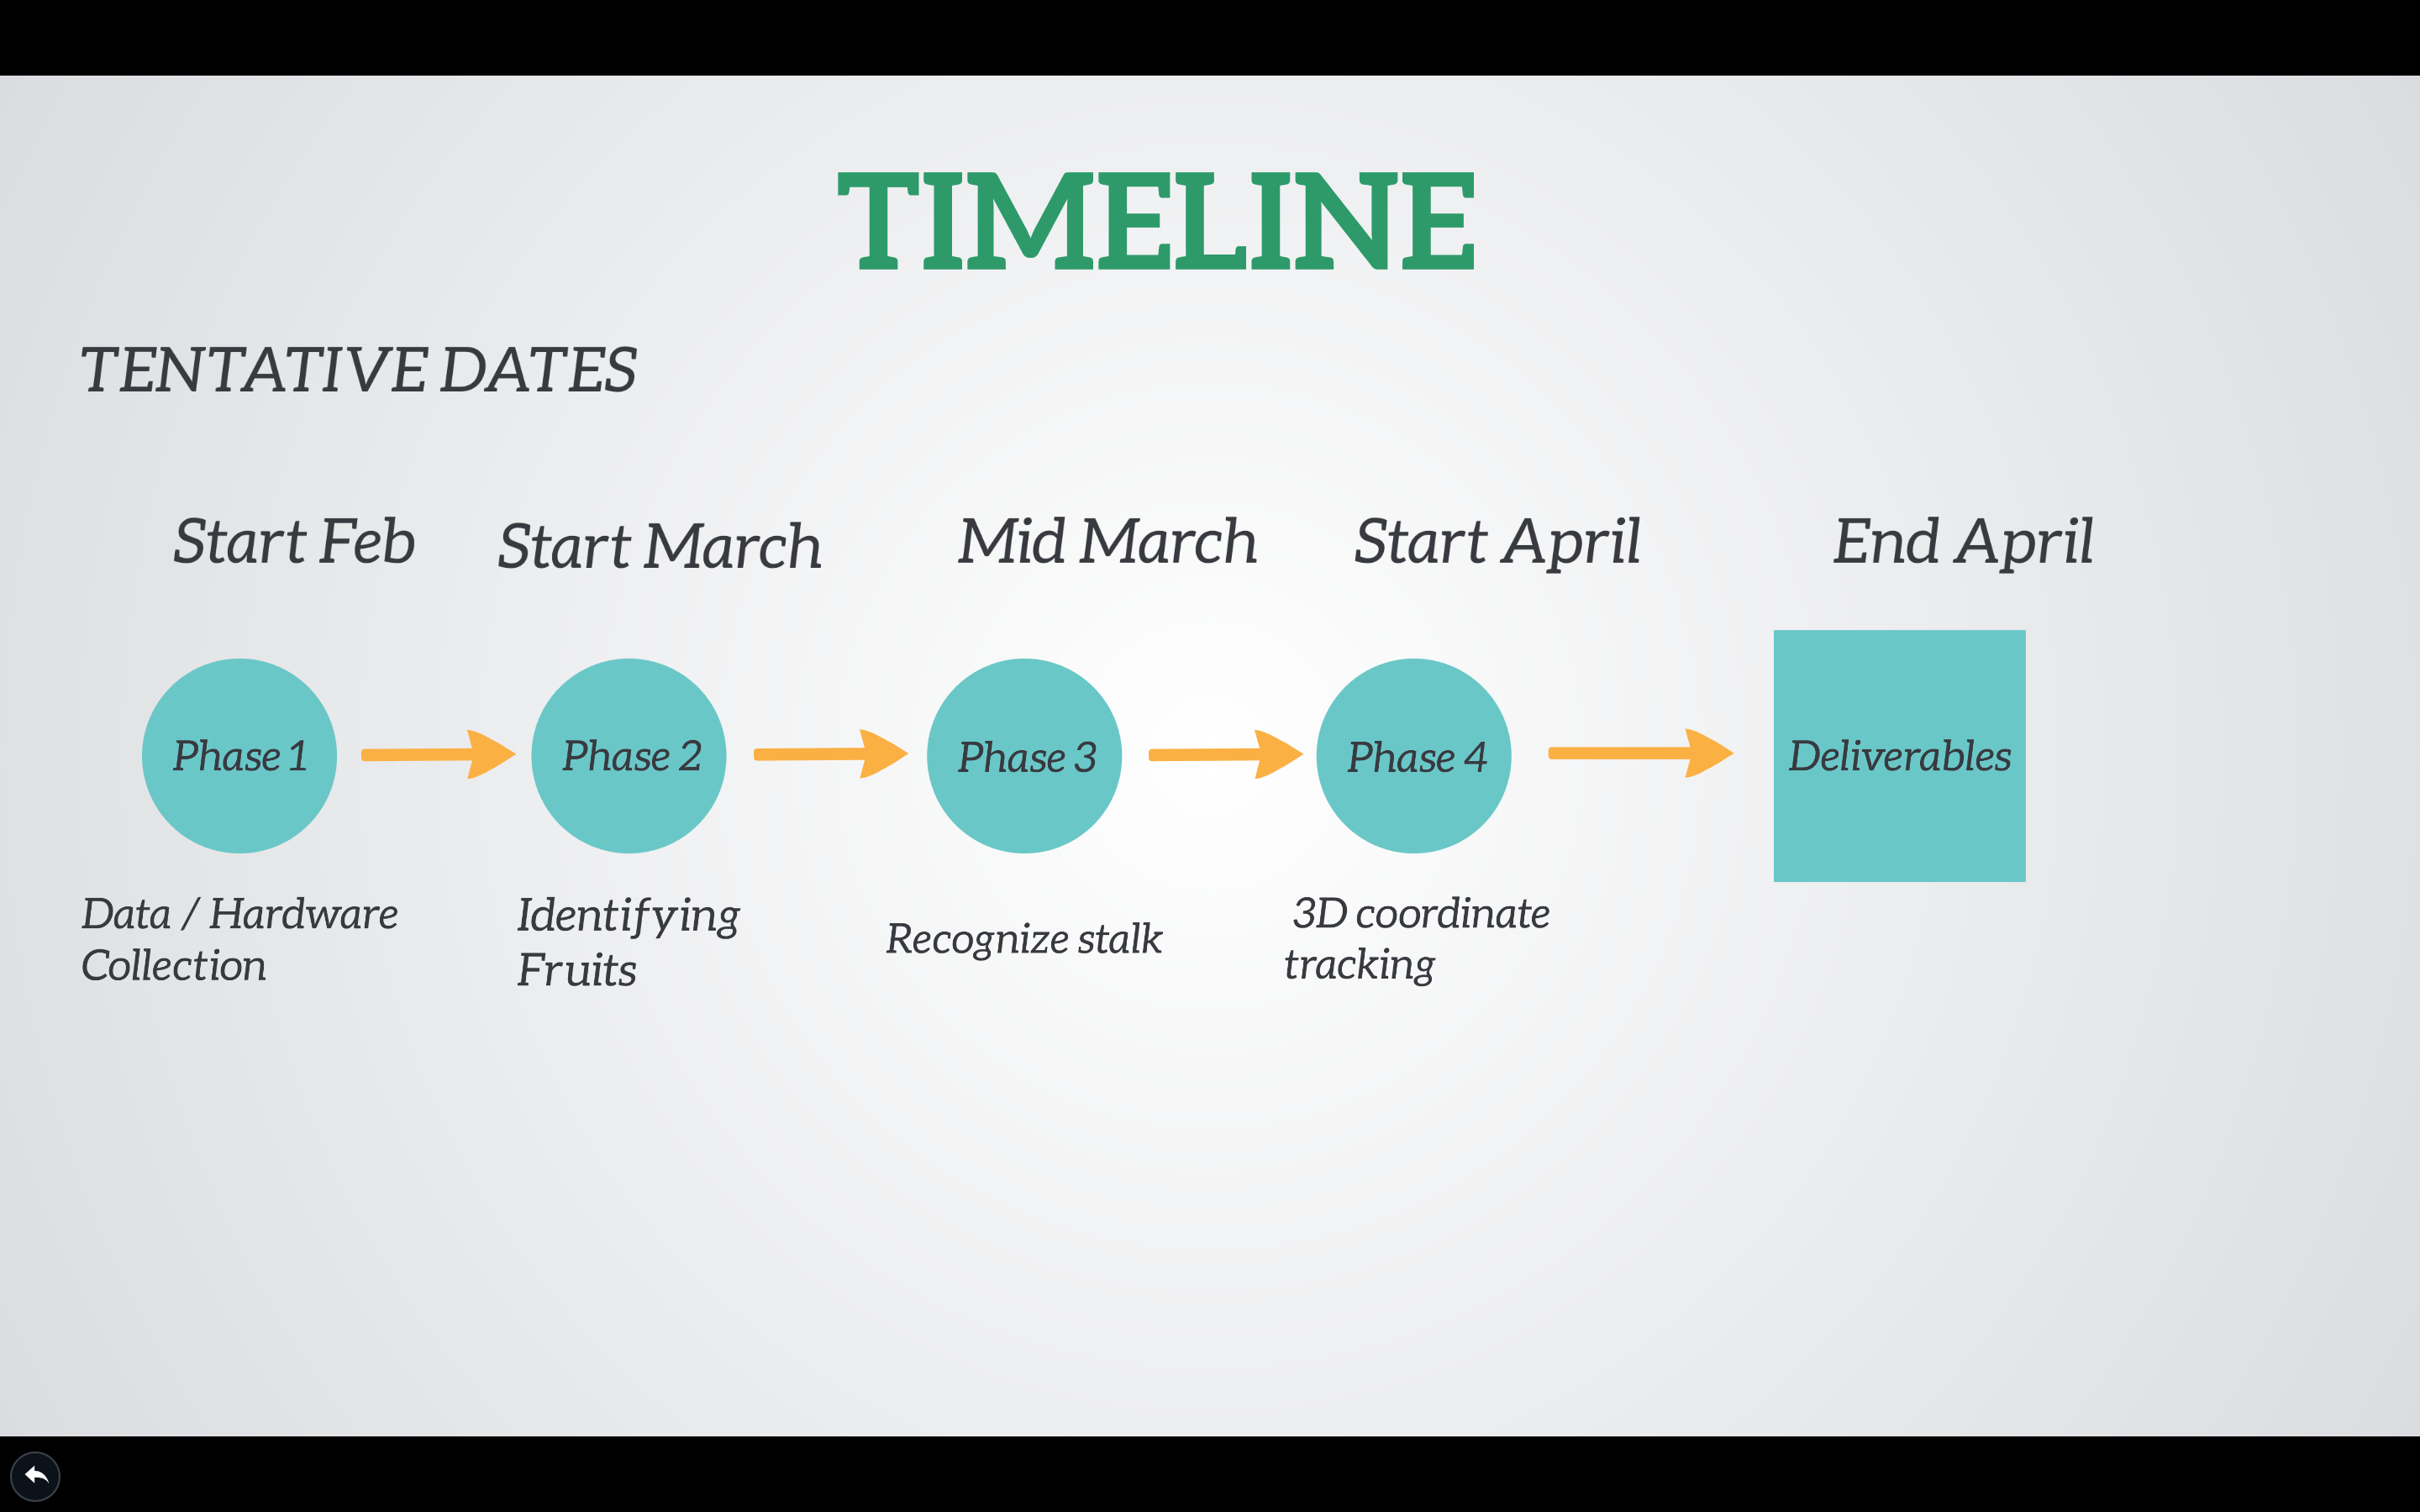 TIMELINE
TENTATIVE DATES
Start Feb
Start March
Mid March
Start April
End April
Phase 1
Phase 2
Phase 3
Phase 4
Deliverables
Data / Hardware
Collection
Identifying
Fruits
Recognize stalk
3D coordinate
tracking